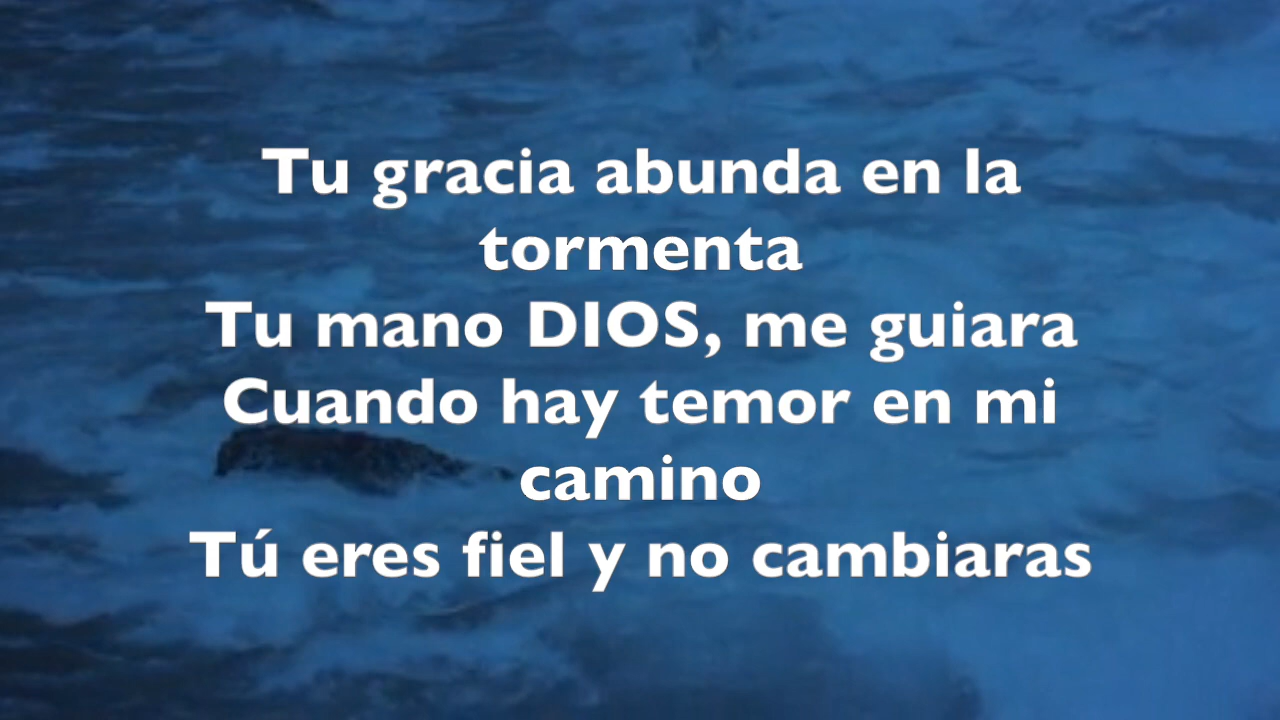 Tu gracia abunda en la
tormenta
Tu mano DIOS, me guiara
Cuando hay temor en mi
camino
Tú eres fiel y no cambiaras